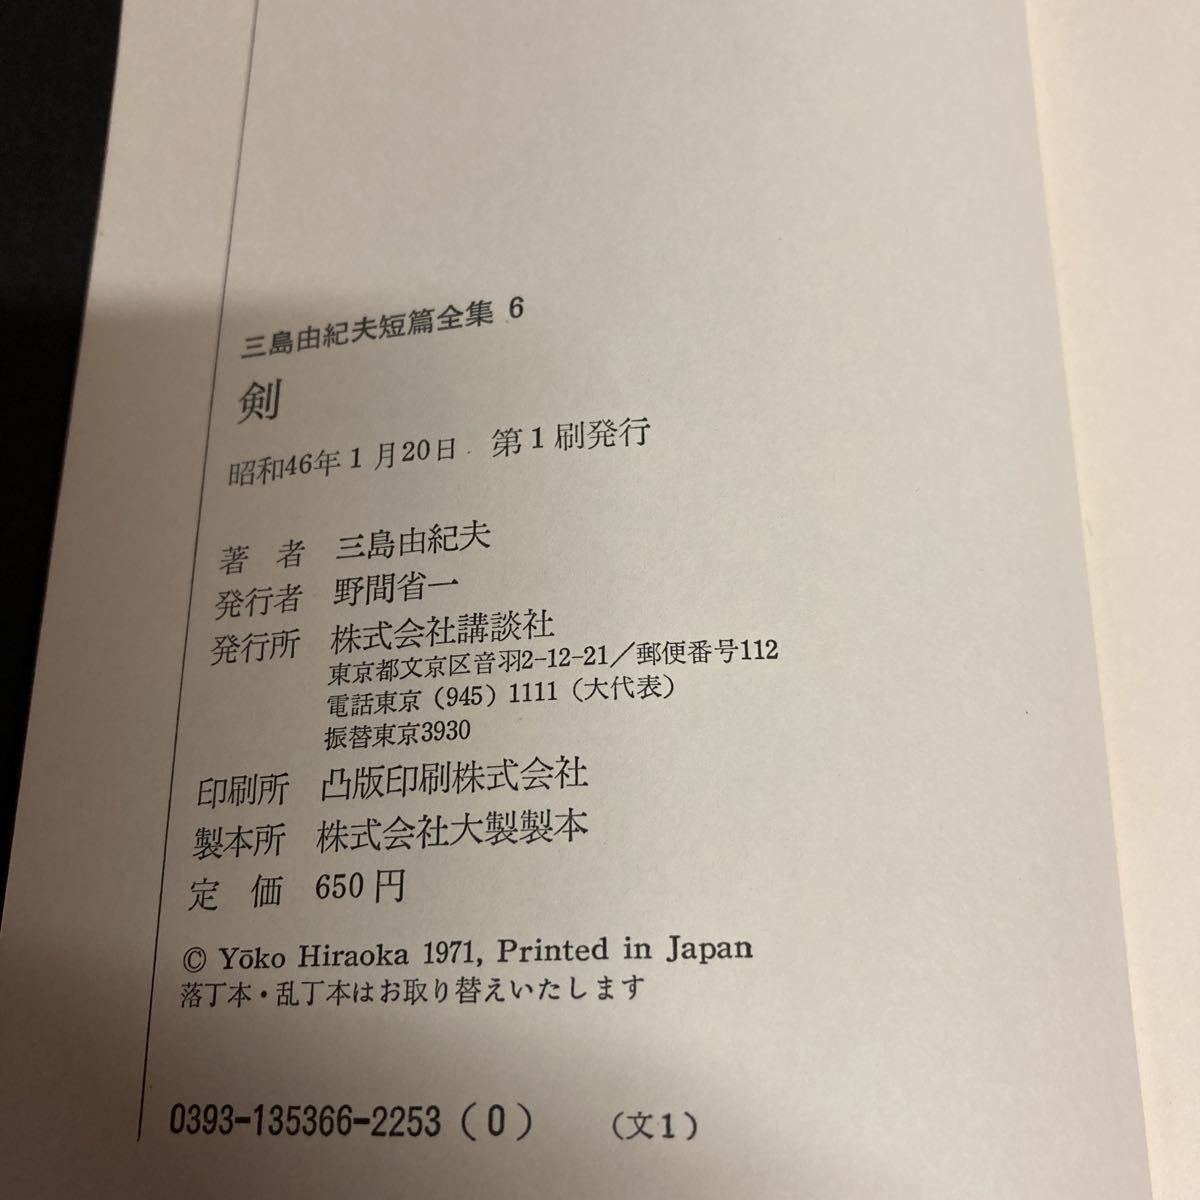 三島由紀夫短篇全集 6
剣
昭和46年1月20日 第1刷発行
著 者 三島由紀夫
発行者 野間省一
発行所 株式会社講談社
東京都文京区音羽2-12-21／郵便番号112
電話東京（945）1111（大代表）
振替東京3930
印刷所 凸版印刷株式会社
製本所 株式会社大製製本
定 価 650円
© Yōko Hiraoka 1971, Printed in Japan
落丁本・乱丁本はお取り替えいたします
0393-135366-2253（0） （文1）